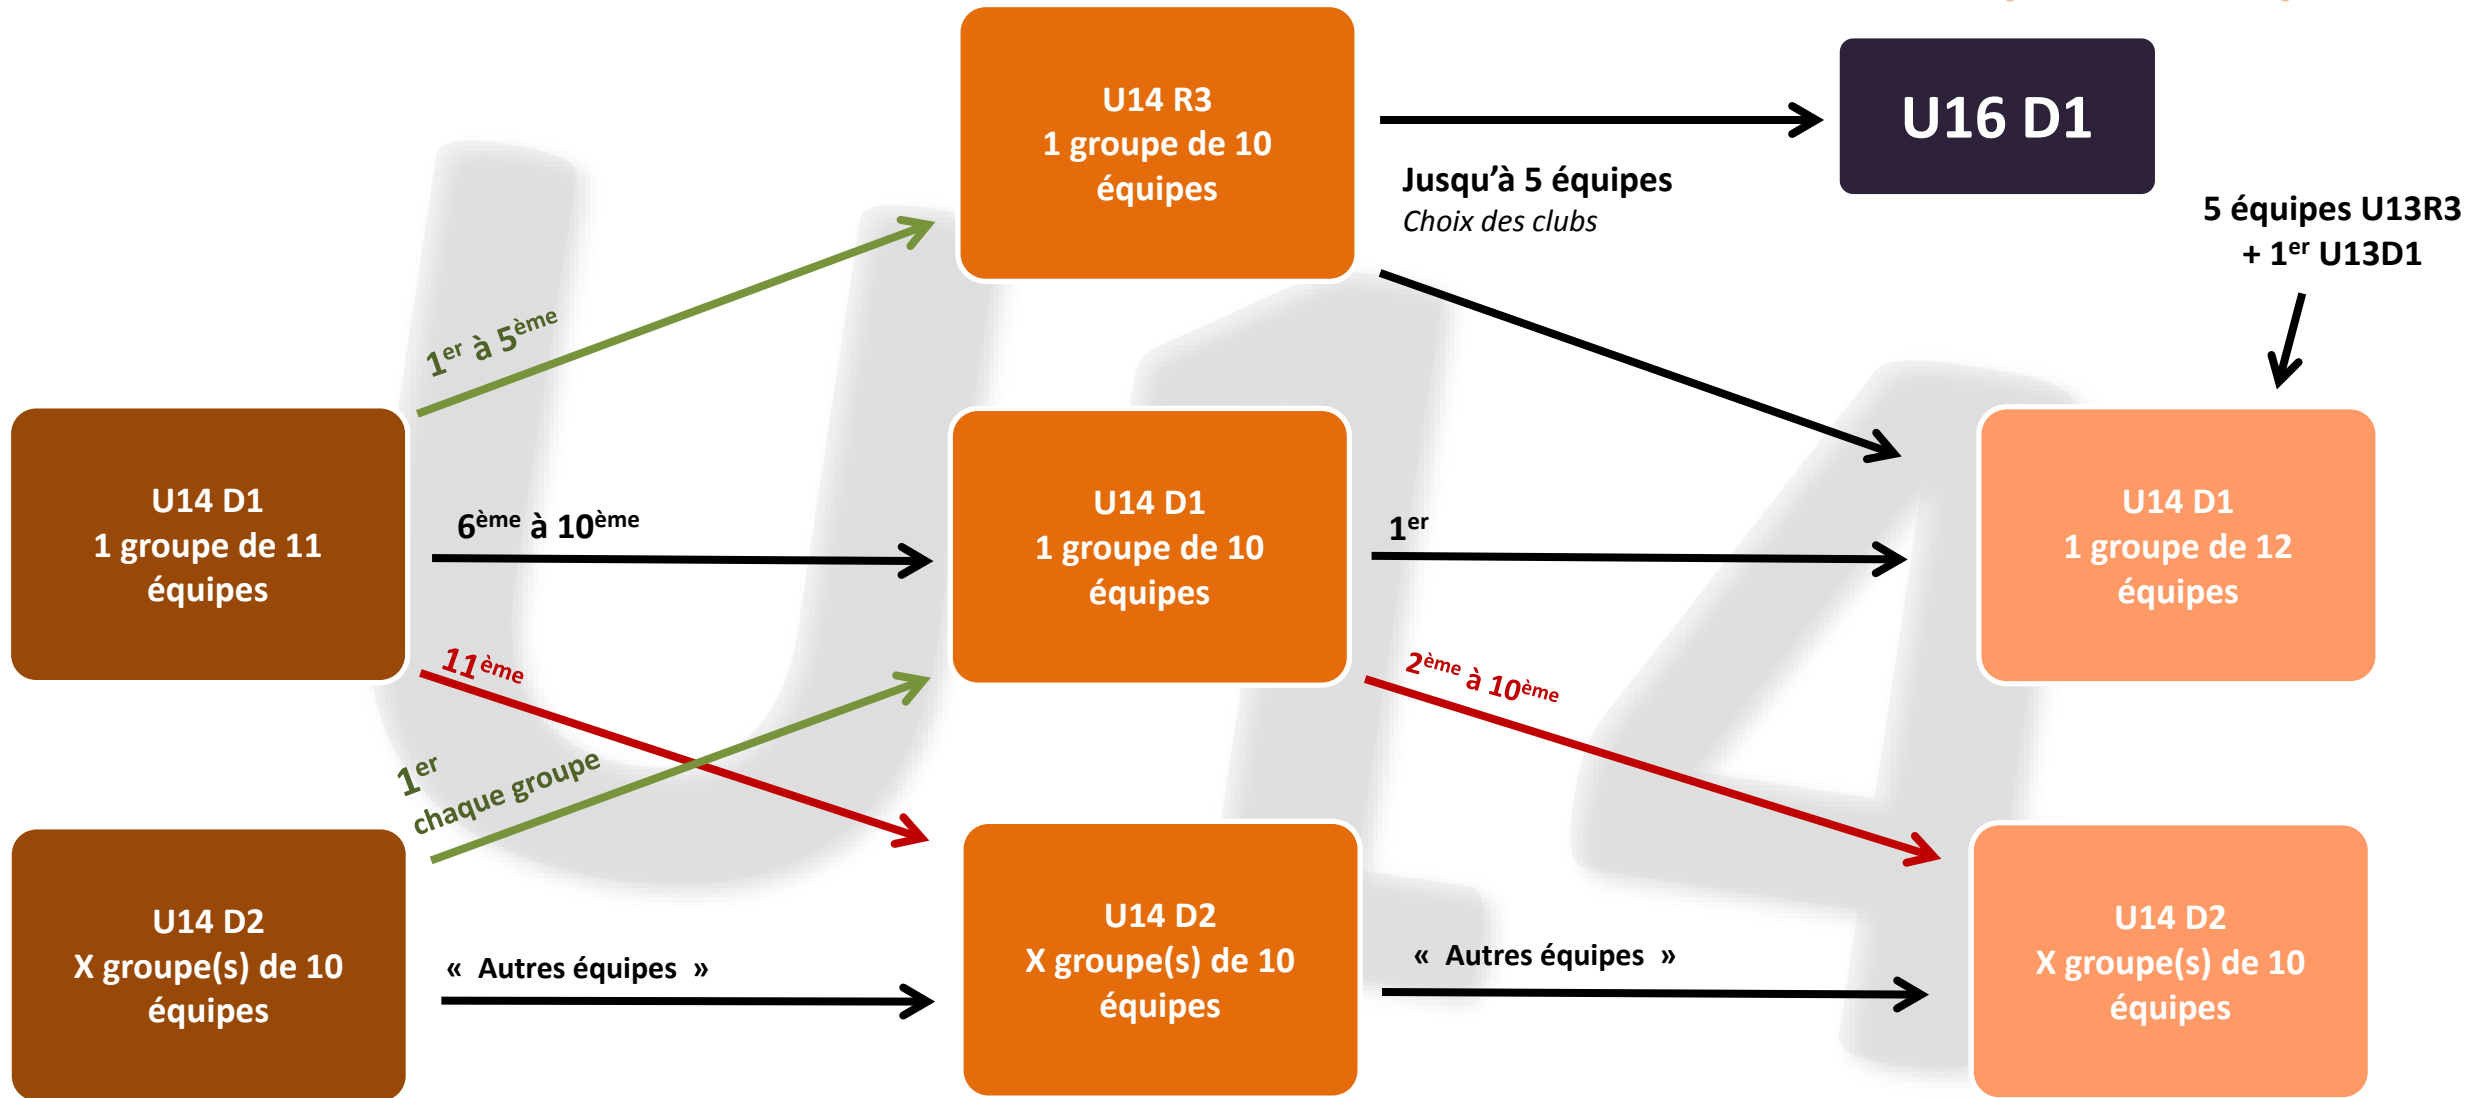 U14 R3
1 groupe de 10
équipes
U16 D1
Jusqu’à 5 équipes
Choix des clubs
5 équipes U13R3
+ 1er U13D1
1er à 5ème
U14 D1
1 groupe de 11
équipes
6ème à 10ème
U14 D1
1 groupe de 10
équipes
1er
U14 D1
1 groupe de 12
équipes
11ème
2ème à 10ème
1er
chaque groupe
U14 D2
X groupe(s) de 10
équipes
« Autres équipes »
U14 D2
X groupe(s) de 10
équipes
« Autres équipes »
U14 D2
X groupe(s) de 10
équipes
U14